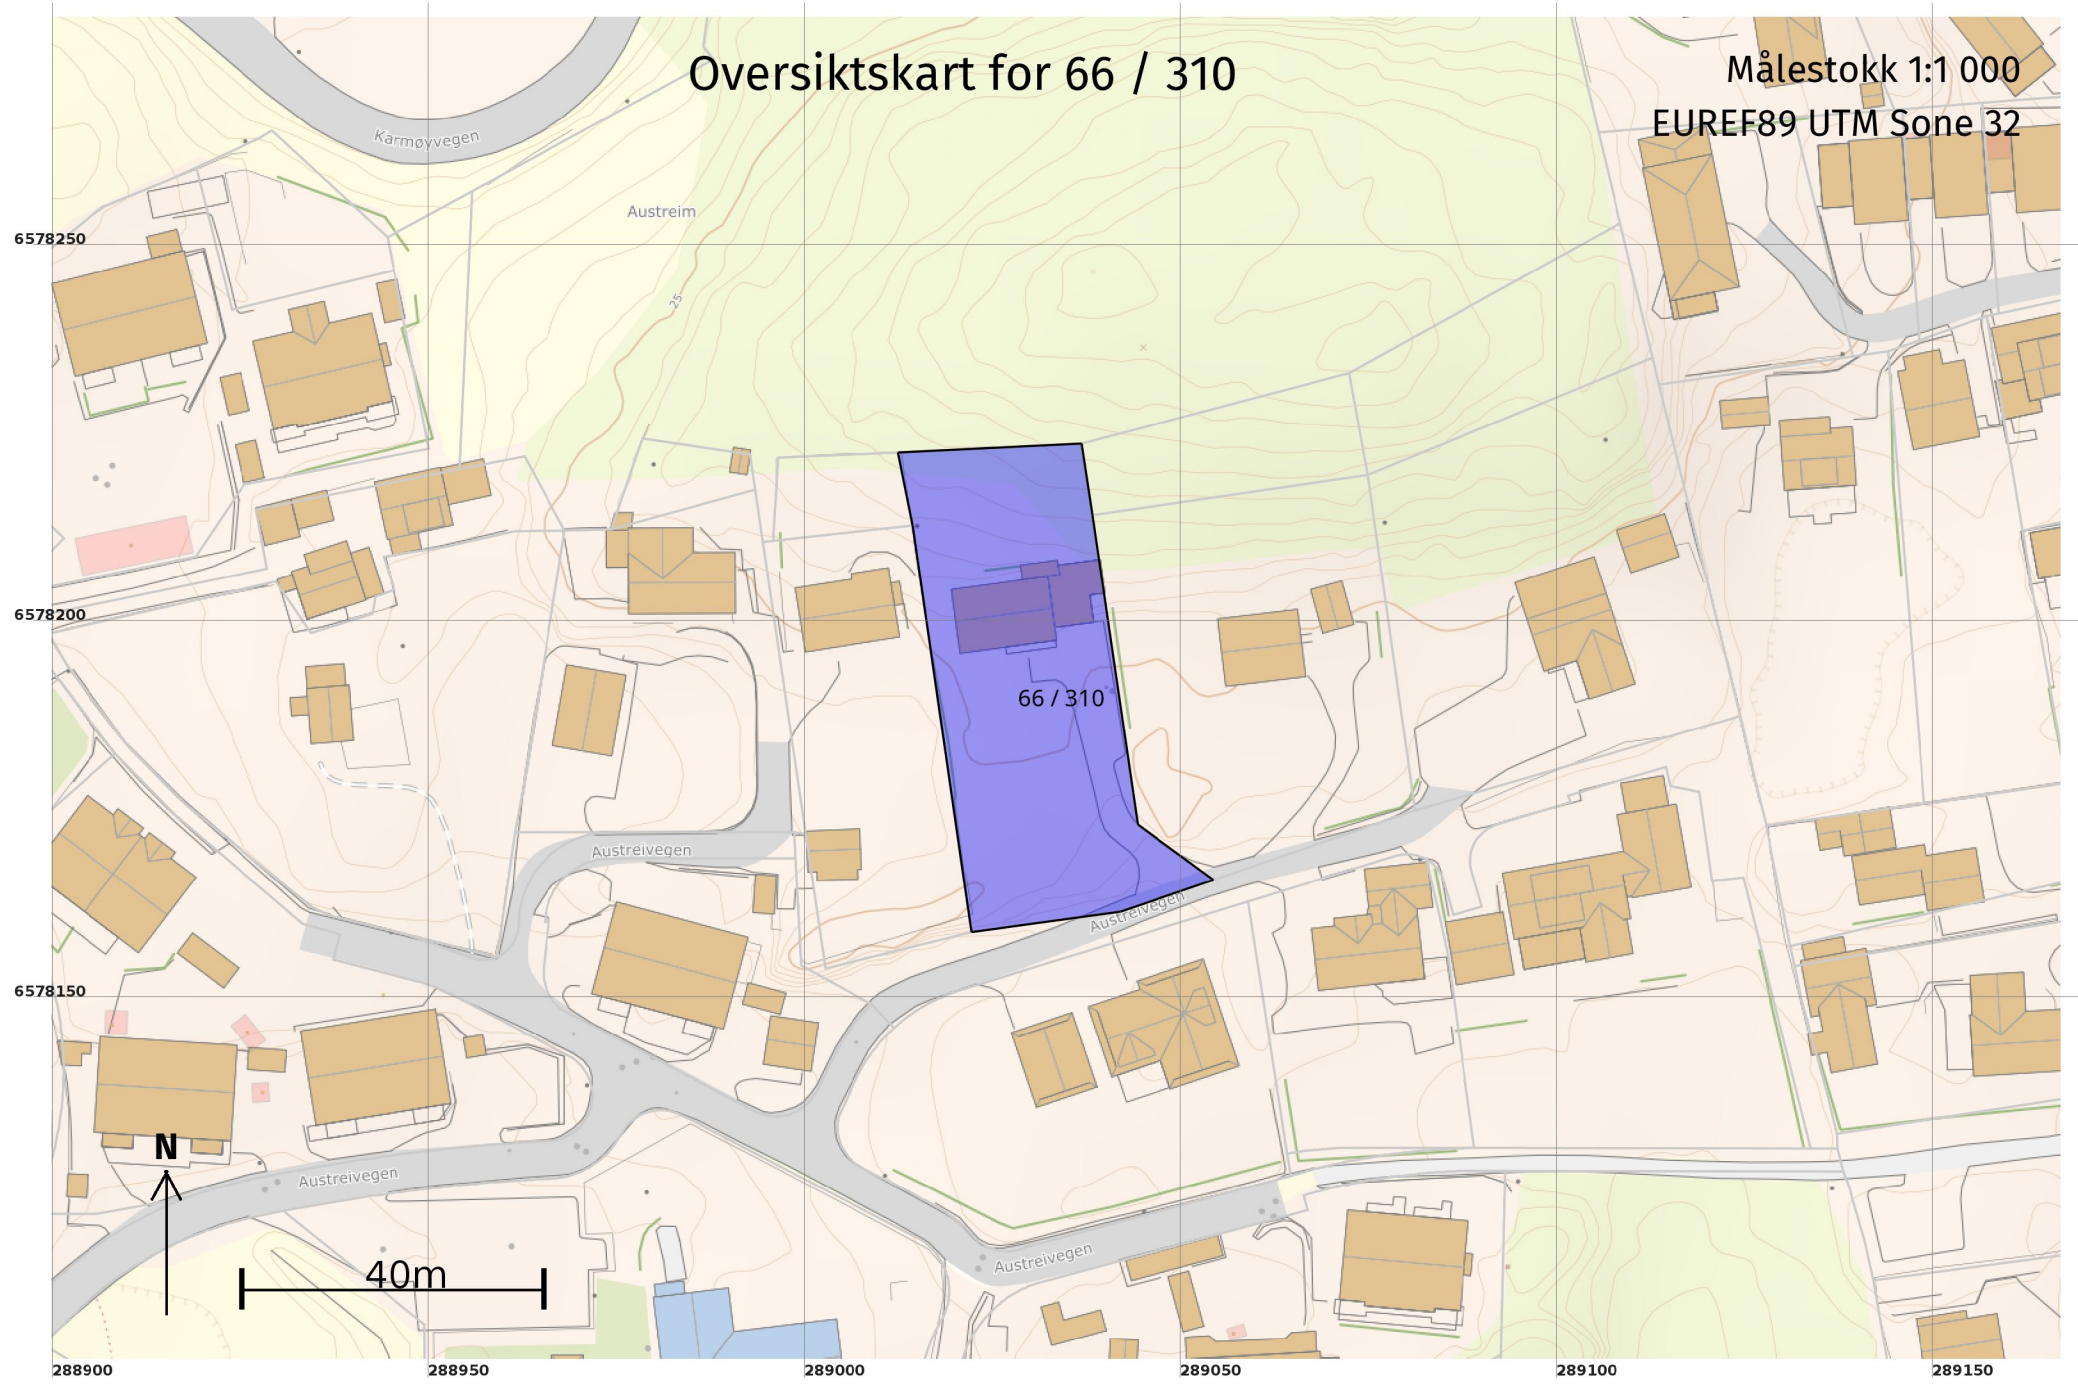 Oversiktskart for 66 / 310
Målestokk 1:1 000
EUREF89 UTM Sone 32
Karmøyvegen
Austreim
6578250
25
6578200
66 / 310
Austreivegen
Austreivegen
6578150
N
Austreivegen
Austreivegen
40m
288900
288950
289000
289050
289100
289150